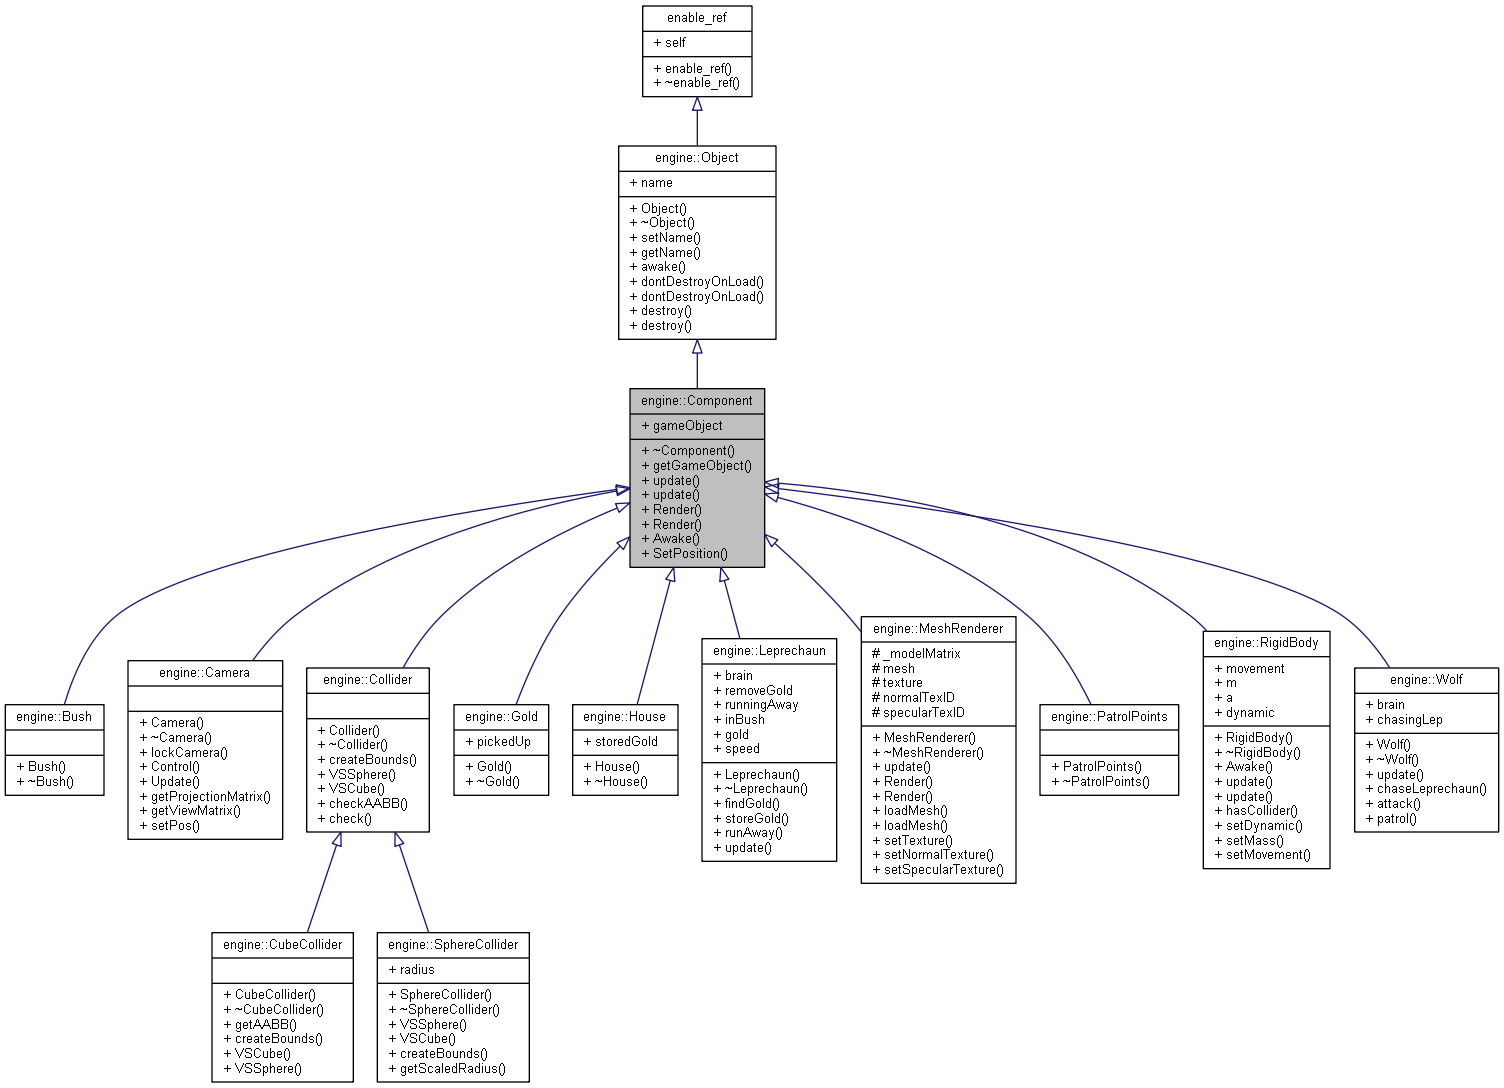 enable_ref
+ self
+ enable_ref()
+ ~enable_ref()
engine::Object
+ name
+ Object()
+ ~Object()
+ setName()
+ getName()
+ awake()
+ dontDestroyOnLoad()
+ dontDestroyOnLoad()
+ destroy()
+ destroy()
engine::Component
+ gameObject
+ ~Component()
+ getGameObject()
+ update()
+ update()
+ Render()
+ Render()
+ Awake()
+ SetPosition()
engine::Bush
+ Bush()
+ ~Bush()
engine::Camera
+ Camera()
+ ~Camera()
+ lockCamera()
+ Control()
+ Update()
+ getProjectionMatrix()
+ getViewMatrix()
+ setPos()
engine::Collider
+ Collider()
+ ~Collider()
+ createBounds()
+ VSSphere()
+ VSCube()
+ checkAABB()
+ check()
engine::Gold
+ pickedUp
+ Gold()
+ ~Gold()
engine::House
+ storedGold
+ House()
+ ~House()
engine::Leprechaun
+ brain
+ removeGold
+ runningAway
+ inBush
+ gold
+ speed
+ Leprechaun()
+ ~Leprechaun()
+ findGold()
+ storeGold()
+ runAway()
+ update()
engine::MeshRenderer
# _modelMatrix
# mesh
# texture
# normalTexID
# specularTexID
+ MeshRenderer()
+ ~MeshRenderer()
+ update()
+ Render()
+ Render()
+ loadMesh()
+ loadMesh()
+ setTexture()
+ setNormalTexture()
+ setSpecularTexture()
engine::PatrolPoints
+ PatrolPoints()
+ ~PatrolPoints()
engine::RigidBody
+ movement
+ m
+ a
+ dynamic
+ RigidBody()
+ ~RigidBody()
+ Awake()
+ update()
+ update()
+ hasCollider()
+ setDynamic()
+ setMass()
+ setMovement()
engine::Wolf
+ brain
+ chasingLep
+ Wolf()
+ ~Wolf()
+ update()
+ chaseLeprechaun()
+ attack()
+ patrol()
engine::CubeCollider
+ CubeCollider()
+ ~CubeCollider()
+ getAABB()
+ createBounds()
+ VSCube()
+ VSSphere()
engine::SphereCollider
+ radius
+ SphereCollider()
+ ~SphereCollider()
+ VSSphere()
+ VSCube()
+ createBounds()
+ getScaledRadius()